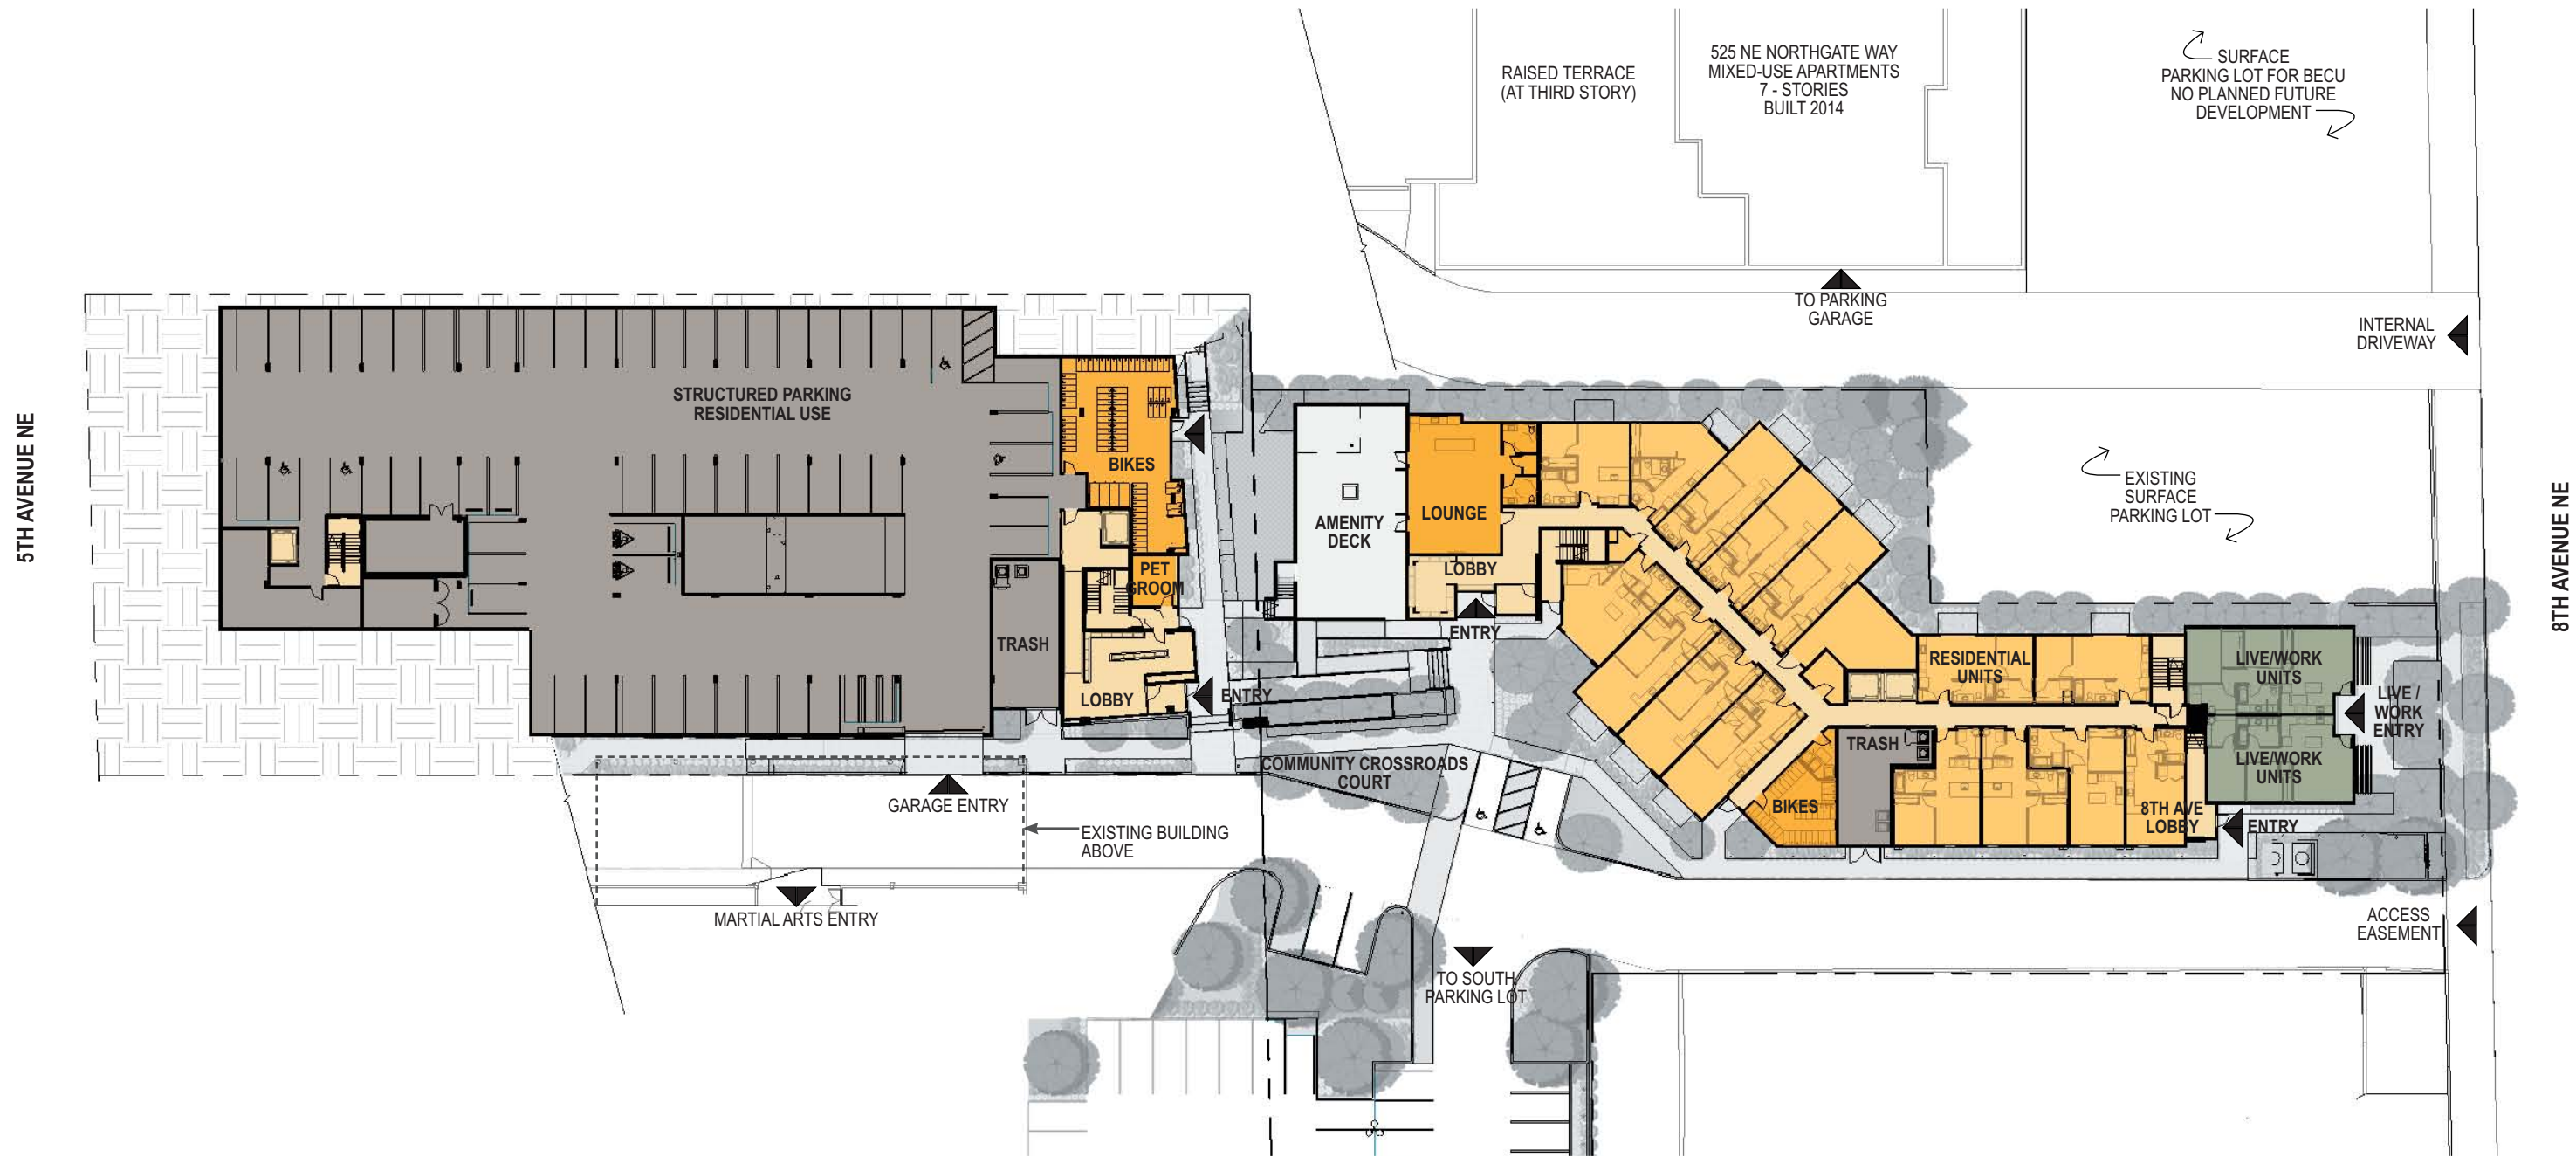 525 NE NORTHGATE WAY
MIXED-USE APARTMENTS
7 - STORIES
BUILT 2014
RAISED TERRACE
(AT THIRD STORY)
SURFACE
PARKING LOT FOR BECU
NO PLANNED FUTURE
DEVELOPMENT
TO PARKING
GARAGE
INTERNAL
DRIVEWAY
5TH AVENUE NE
STRUCTURED PARKING
RESIDENTIAL USE
BIKES
PET
GROOM
TRASH
LOBBY
ENTRY
AMENITY
DECK
LOUNGE
LOBBY
ENTRY
EXISTING
SURFACE
PARKING LOT
8TH AVENUE NE
RESIDENTIAL
UNITS
LIVE/WORK
UNITS
LIVE /
WORK
ENTRY
LIVE/WORK
UNITS
TRASH
BIKES
8TH AVE
LOBBY
ENTRY
COMMUNITY CROSSROADS
COURT
GARAGE ENTRY
EXISTING BUILDING
ABOVE
MARTIAL ARTS ENTRY
TO SOUTH
PARKING LOT
ACCESS
EASEMENT